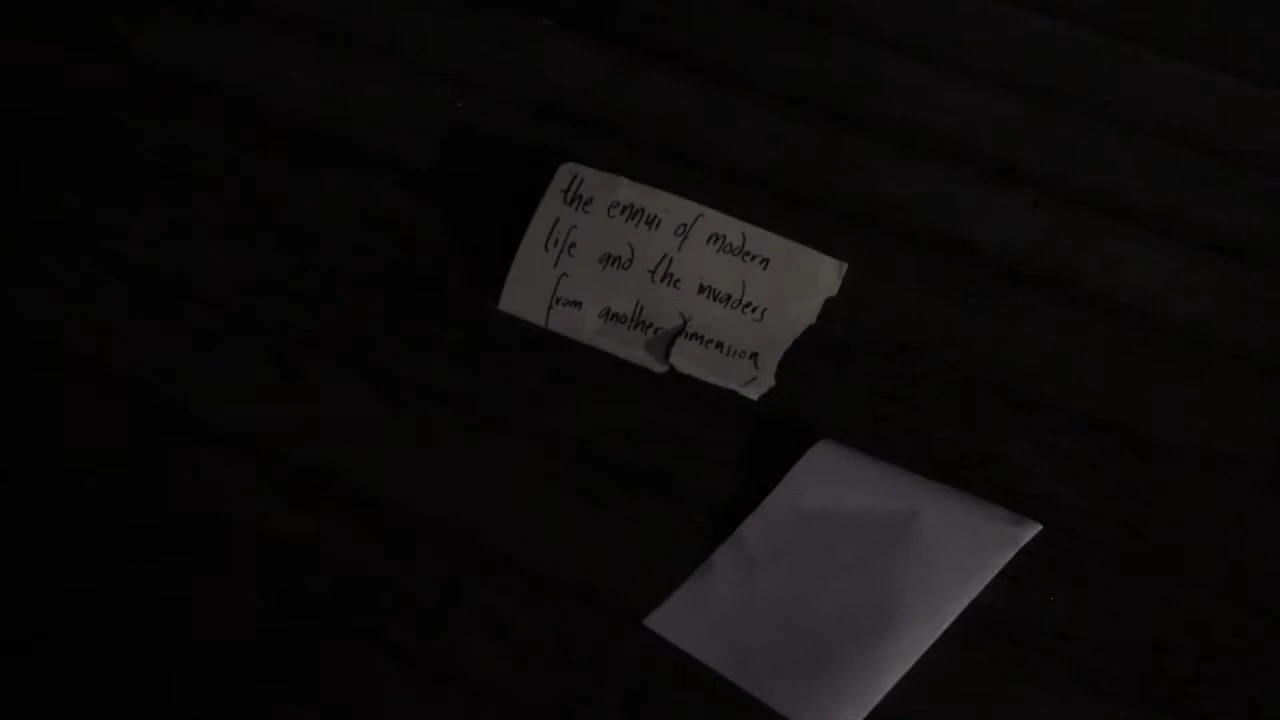 the ennui of modern
life and the invaders
from another dimension